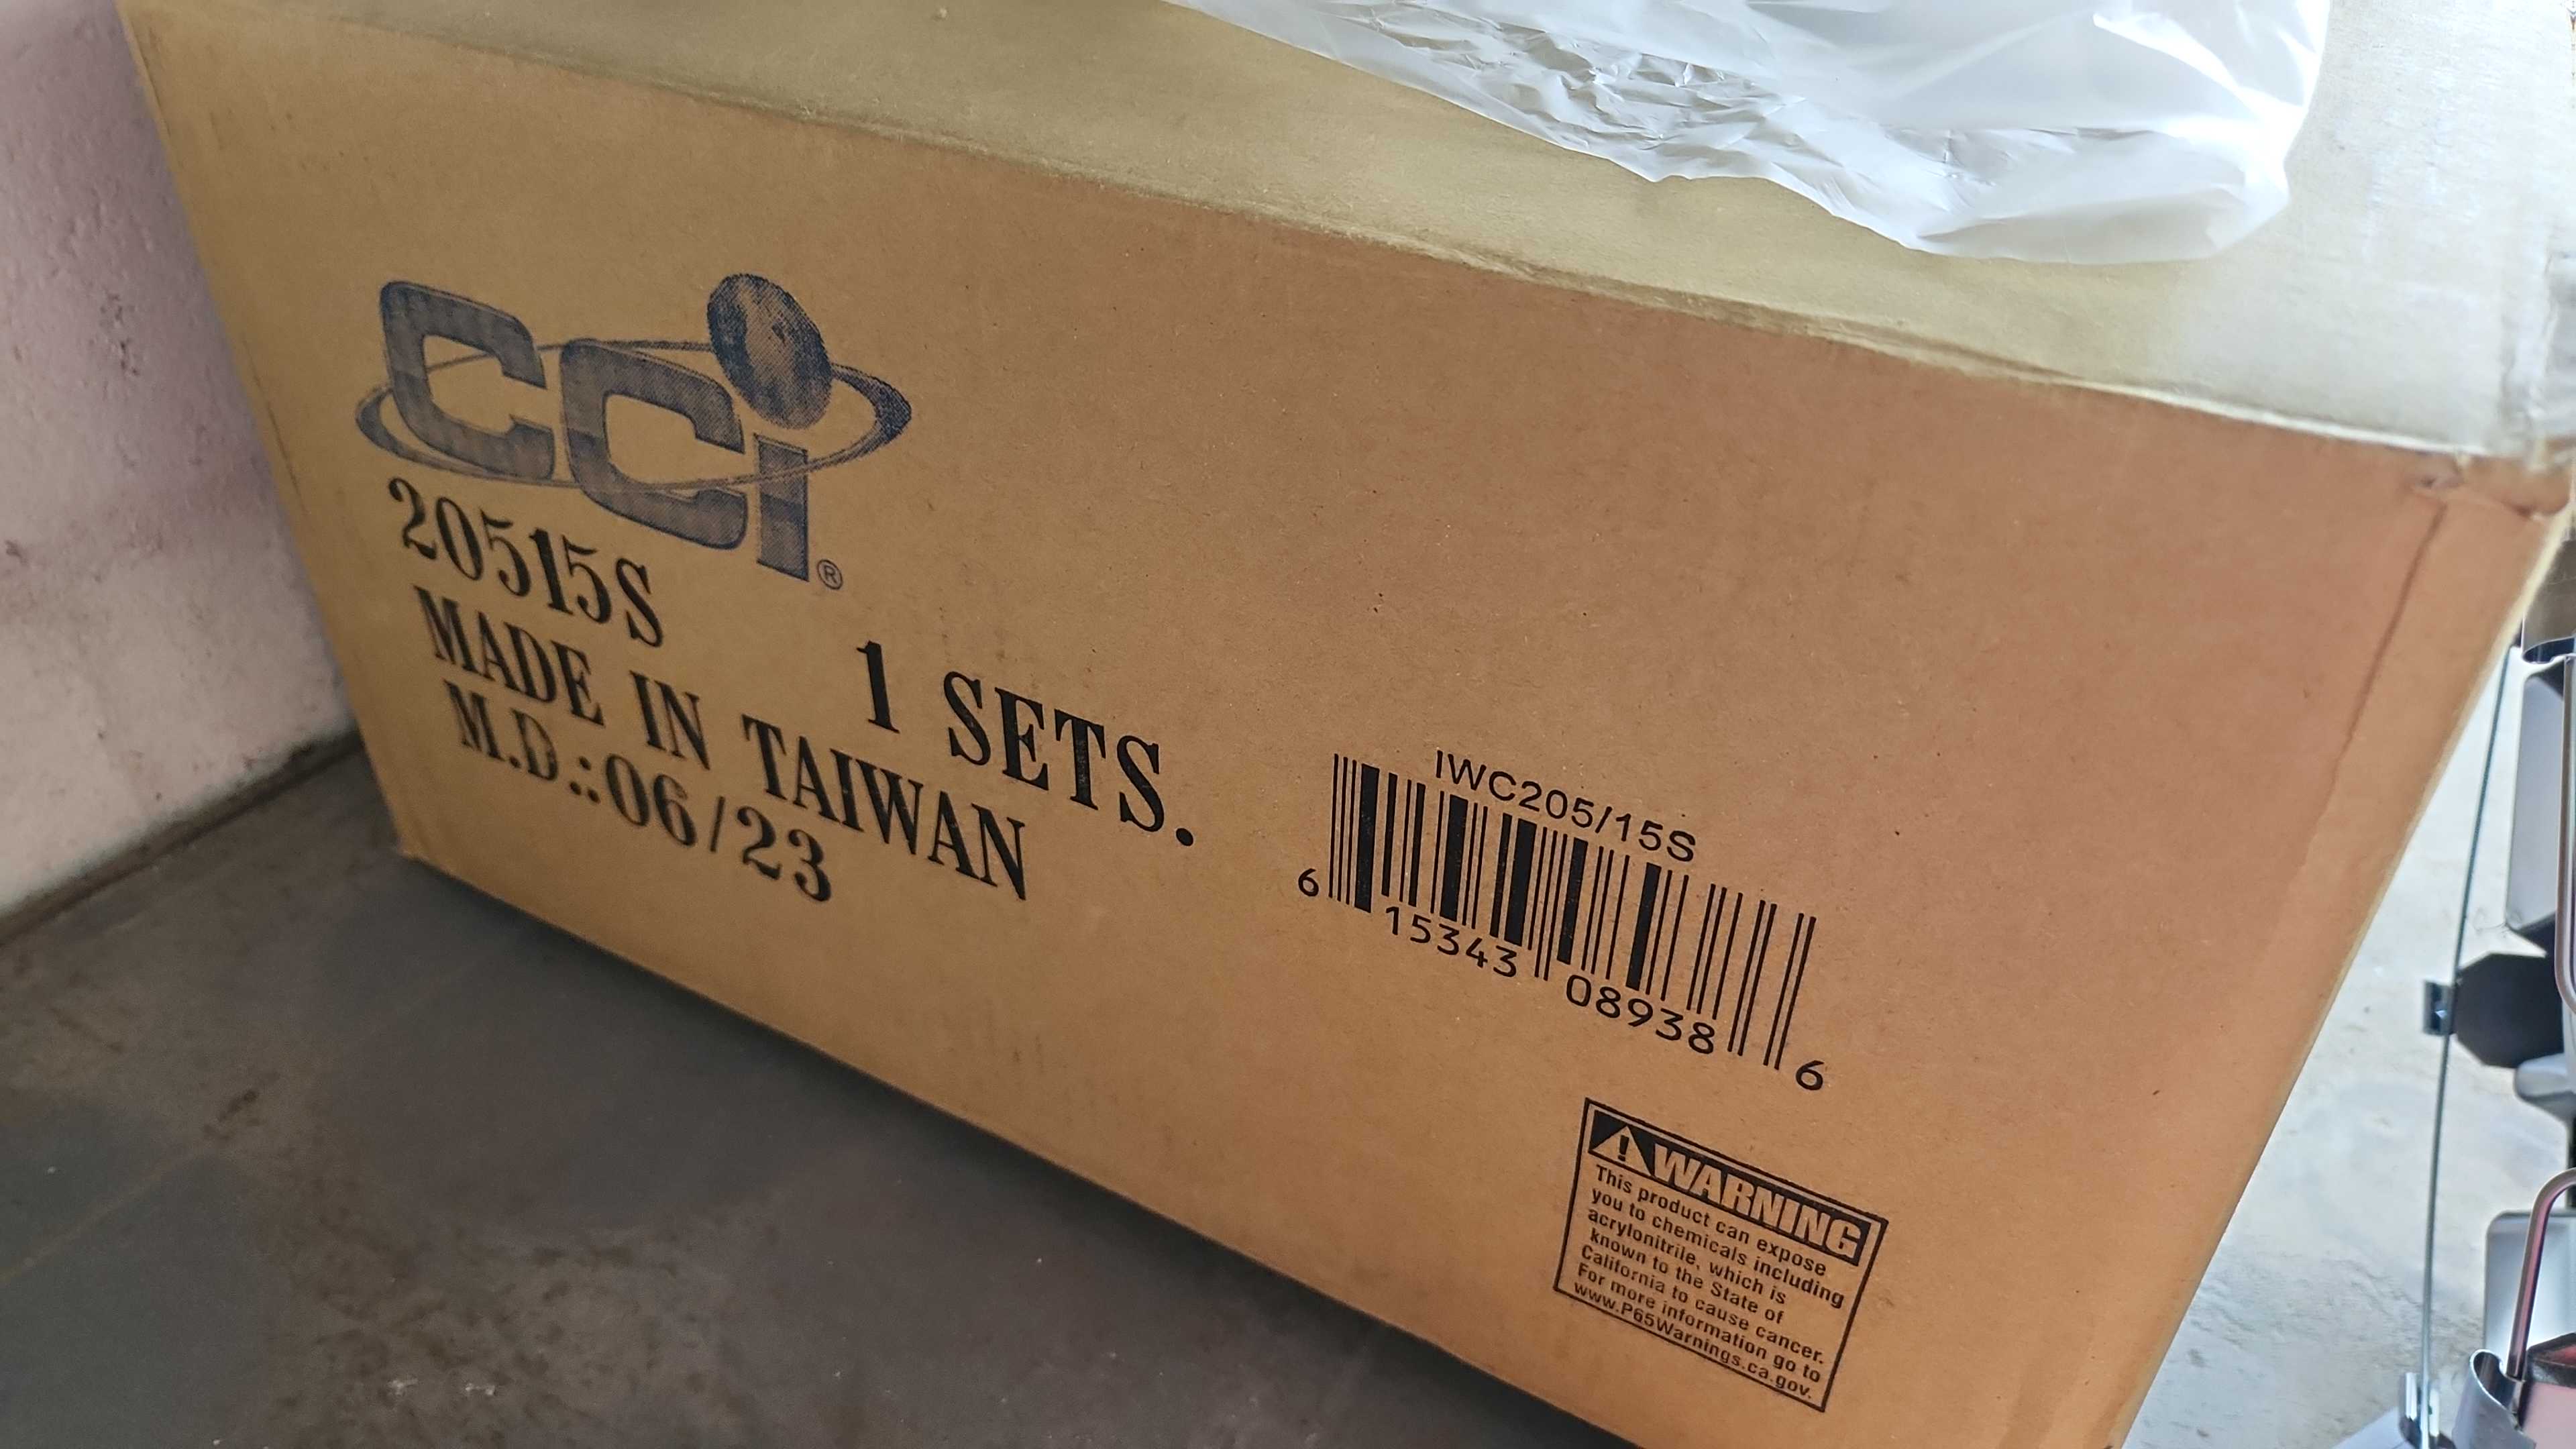 CCI®
20515S
1 SETS.
MADE IN TAIWAN
M.D.:06/23
IWC205/15S
6 15343 08938 6
WARNING
This product can expose
you to chemicals including
acrylonitrile, which is
known to the State of
California to cause cancer.
For more information go to
www.P65Warnings.ca.gov.